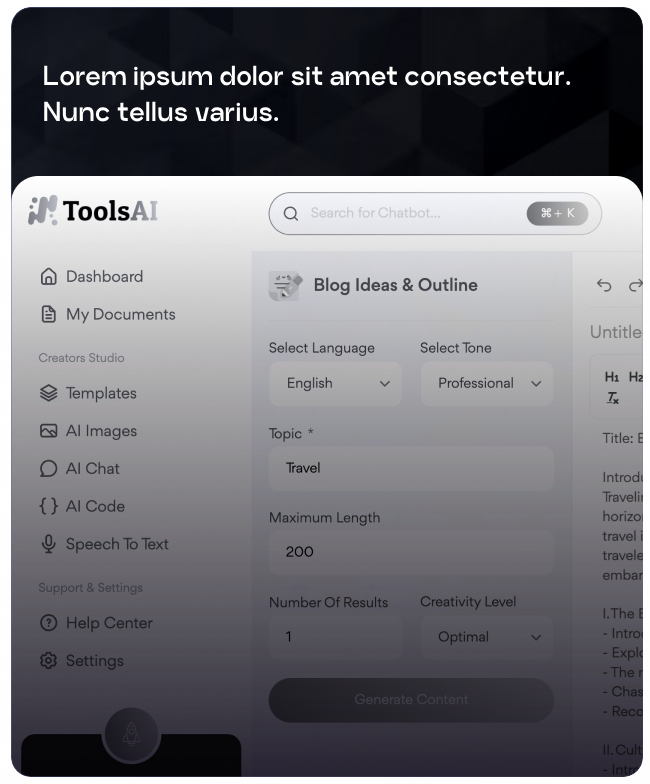 Lorem ipsum dolor sit amet consectetur.
Nunc tellus varius.
ToolsAI
Search for Chatbot...
⌘+ K
Dashboard
My Documents
Creators Studio
Templates
AI Images
AI Chat
AI Code
Speech To Text
Support & Settings
Help Center
Settings
Blog Ideas & Outline
Select Language
Select Tone
English
Professional
Topic *
Travel
Maximum Length
200
Number Of Results
Creativity Level
1
Optimal
Generate Content
Untitle
H1 H2
Tx
Title: E
Introdu
Travelin
horizon
travel i
travele
embar
I.The E
- Introd
- Explo
- The r
- Chas
- Reco
II. Cult
- Intro